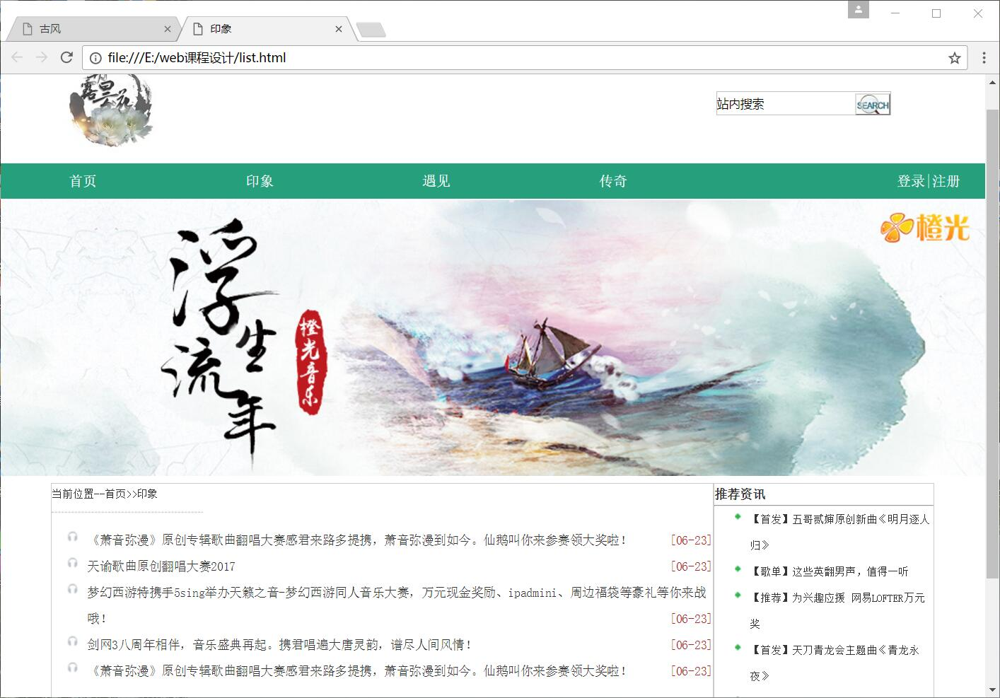 古风
印象
file:///E:/web课程设计/list.html
露申花
站内搜索
SEARCH
首页
印象
遇见
传奇
登录|注册
橙光
浮生流年
橙光音乐
当前位置--首页>>印象
《萧音弥漫》原创专辑歌曲翻唱大赛感君来路多提携，萧音弥漫到如今。仙鹅叫你来参赛领大奖啦！ [06-23]
天谕歌曲原创翻唱大赛2017 [06-23]
梦幻西游特携手5sing举办天籁之音-梦幻西游同人音乐大赛，万元现金奖励、ipadmini、周边福袋等豪礼等你来战
哦！ [06-23]
剑网3八周年相伴，音乐盛典再起。携君唱遍大唐灵韵，谱尽人间风情！ [06-23]
《萧音弥漫》原创专辑歌曲翻唱大赛感君来路多提携，萧音弥漫到如今。仙鹅叫你来参赛领大奖啦！ [06-23]
推荐资讯
【首发】五哥贰婶原创新曲《明月逐人
归》
【歌单】这些英翻男声，值得一听
【推荐】为兴趣应援 网易LOFTER万元
奖
【首发】天刀青龙会主题曲《青龙永
夜》